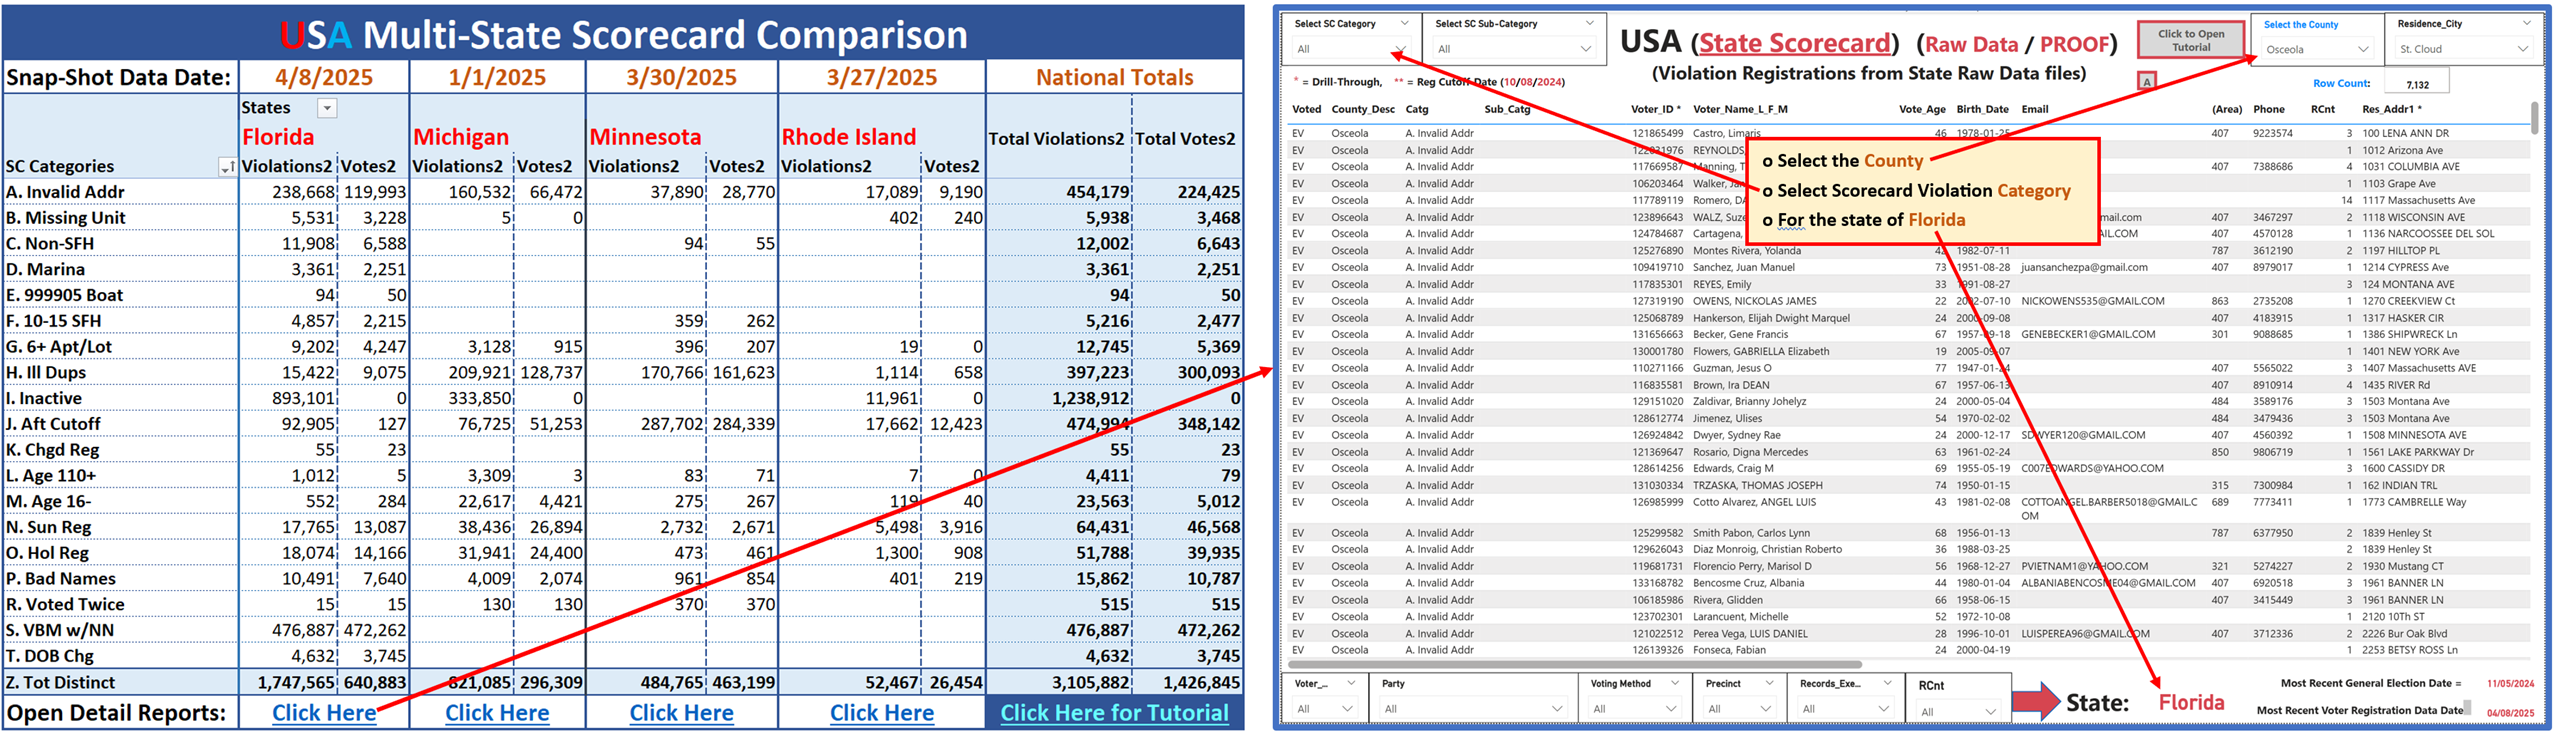 USA Multi-State Scorecard Comparison
Snap-Shot Data Date: 4/8/2025 1/1/2025 3/30/2025 3/27/2025 National Totals
States
Florida Michigan Minnesota Rhode Island Total Violations2 Total Votes2
SC Categories Violations2 Votes2 Violations2 Votes2 Violations2 Votes2 Violations2 Votes2
A. Invalid Addr 238,668 119,993 160,532 66,472 37,890 28,770 17,089 9,190 454,179 224,425
B. Missing Unit 5,531 3,228 5 0 402 240 5,938 3,468
C. Non-SFH 11,908 6,588 94 55 12,002 6,643
D. Marina 3,361 2,251 3,361 2,251
E. 999905 Boat 94 50 94 50
F. 10-15 SFH 4,857 2,215 359 262 5,216 2,477
G. 6+ Apt/Lot 9,202 4,247 3,128 915 396 207 19 0 12,745 5,369
H. Ill Dups 15,422 9,075 209,921 128,737 170,766 161,623 1,114 658 397,223 300,093
I. Inactive 893,101 0 333,850 0 11,961 0 1,238,912 0
J. Aft Cutoff 92,905 127 76,725 51,253 287,702 284,339 17,662 12,423 474,994 348,142
K. Chgd Reg 55 23 55 23
L. Age 110+ 1,012 5 3,309 3 83 71 7 0 4,411 79
M. Age 16- 552 284 22,617 4,421 275 267 119 40 23,563 5,012
N. Sun Reg 17,765 13,087 38,436 26,894 2,732 2,671 5,498 3,916 64,431 46,568
O. Hol Reg 18,074 14,166 31,941 24,400 473 461 1,300 908 51,788 39,935
P. Bad Names 10,491 7,640 4,009 2,074 961 854 401 219 15,862 10,787
R. Voted Twice 15 15 130 130 370 370 515 515
S. VBM w/NN 476,887 472,262 476,887 472,262
T. DOB Chg 4,632 3,745 4,632 3,745
Z. Tot Distinct 1,747,565 640,883 821,085 296,309 484,765 463,199 52,467 26,454 3,105,882 1,426,845
Open Detail Reports: Click Here Click Here Click Here Click Here Click Here for Tutorial
Select SC Category Select SC Sub-Category
All All
USA (State Scorecard) (Raw Data / PROOF)
(Violation Registrations from State Raw Data files)
Click to Open
Tutorial
A
Select the County Residence_City
Osceola St. Cloud
* = Drill-Through, ** = Reg Cutoff Date (10/08/2024)
Row Count: 7,132
Voted County_Desc Catg Sub_Catg Voter_ID * Voter_Name_L_F_M Vote_Age Birth_Date Email (Area) Phone RCnt Res_Addr1 *
EV Osceola A. Invalid Addr 121865499 Castro, Limaris 46 1978-01-25 407 9223574 3 100 LENA ANN DR
EV Osceola A. Invalid Addr REYNOLDS, 1 1012 Arizona Ave
EV Osceola A. Invalid Addr 117669587 Manning, T 407 7388686 4 1031 COLUMBIA AVE
EV Osceola A. Invalid Addr 106203464 Walker, 1 1103 Grape Ave
EV Osceola A. Invalid Addr 117789119 Romero, 14 1117 Massachusetts Ave
EV Osceola A. Invalid Addr 123896643 WALZ, Suze mail.com 407 3467297 2 1118 WISCONSIN AVE
EV Osceola A. Invalid Addr 124784687 Cartagena, AIL.COM 407 4570128 1 1136 NARCOOSSEE DEL SOL
EV Osceola A. Invalid Addr 125276890 Montes Rivera, Yolanda 1982-07-11 787 3612190 2 1197 HILLTOP PL
EV Osceola A. Invalid Addr 109419710 Sanchez, Juan Manuel 73 1951-08-28 juansanchezpa@gmail.com 407 8979017 1 1214 CYPRESS Ave
EV Osceola A. Invalid Addr 117835301 REYES, Emily 33 1991-08-27 3 124 MONTANA AVE
EV Osceola A. Invalid Addr 127319190 OWENS, NICKOLAS JAMES 22 2002-07-10 NICKOWENS535@GMAIL.COM 863 2735208 1 1270 CREEKVIEW Ct
EV Osceola A. Invalid Addr 125068789 Hankerson, Elijah Dwight Marquel 24 2000-09-08 407 4183915 1 1317 HASKER CIR
EV Osceola A. Invalid Addr 131656663 Becker, Gene Francis 67 1957-09-18 GENEBECKER1@GMAIL.COM 301 9088685 1 1386 SHIPWRECK Ln
EV Osceola A. Invalid Addr 130001780 Flowers, GABRIELLA Elizabeth 19 2005-09-07 1 1401 NEW YORK Ave
EV Osceola A. Invalid Addr 110271166 Guzman, Jesus O 77 1947-01-24 407 5565022 3 1407 Massachusetts AVE
EV Osceola A. Invalid Addr 116835581 Brown, Ira DEAN 67 1957-06-13 407 8910914 4 1435 RIVER Rd
EV Osceola A. Invalid Addr 129151020 Zaldivar, Brianny Johelyz 24 2000-05-04 484 3589176 3 1503 Montana Ave
EV Osceola A. Invalid Addr 128612774 Jimenez, Ulises 54 1970-02-02 484 3479436 3 1503 Montana Ave
EV Osceola A. Invalid Addr 126924842 Dwyer, Sydney Rae 24 2000-12-17 SDWYER120@GMAIL.COM 407 4560392 1 1508 MINNESOTA AVE
EV Osceola A. Invalid Addr 121369647 Rosario, Digna Mercedes 63 1961-02-24 850 9806719 1 1561 LAKE PARKWAY Dr
EV Osceola A. Invalid Addr 128614256 Edwards, Craig M 69 1955-05-19 C007EDWARDS@YAHOO.COM 3 1600 CASSIDY DR
EV Osceola A. Invalid Addr 131030334 TRZASKA, THOMAS JOSEPH 74 1950-01-15 315 7300984 1 162 INDIAN TRL
EV Osceola A. Invalid Addr 126985999 Cotto Alvarez, ANGEL LUIS 43 1981-02-08 COTTOANGEL.BARBER5018@GMAIL.C 689 7773411 1 1773 CAMBRELLE Way
OM
EV Osceola A. Invalid Addr 125299582 Smith Pabon, Carlos Lynn 68 1956-01-13 787 6377950 2 1839 Henley St
EV Osceola A. Invalid Addr 129626043 Diaz Monroig, Christian Roberto 36 1988-03-25 2 1839 Henley St
EV Osceola A. Invalid Addr 119681731 Florencio Perry, Marisol D 56 1968-12-27 PVIETNAM1@YAHOO.COM 321 5274227 2 1930 Mustang CT
EV Osceola A. Invalid Addr 133168782 Bencosme Cruz, Albania 44 1980-01-04 ALBANIABENCOSME04@GMAIL.COM 407 6920518 3 1961 BANNER LN
EV Osceola A. Invalid Addr 106185986 Rivera, Glidden 66 1958-06-15 407 3415449 3 1961 BANNER LN
EV Osceola A. Invalid Addr 123702301 Larancuent, Michelle 52 1972-10-08 1 2120 10Th ST
EV Osceola A. Invalid Addr 121022512 Perea Vega, LUIS DANIEL 28 1996-10-01 LUISPEREA96@GMAIL.COM 407 3712336 2 2226 Bur Oak Blvd
EV Osceola A. Invalid Addr 126139326 Fonseca, Fabian 24 2000-04-19 1 2253 BETSY ROSS Ln
o Select the County
o Select Scorecard Violation Category
o For the state of Florida
Voter_... Party Voting Method Precinct Records_Exe... RCnt
All All All All All All
State: Florida
Most Recent General Election Date = 11/05/2024
Most Recent Voter Registration Data Date 04/08/2025